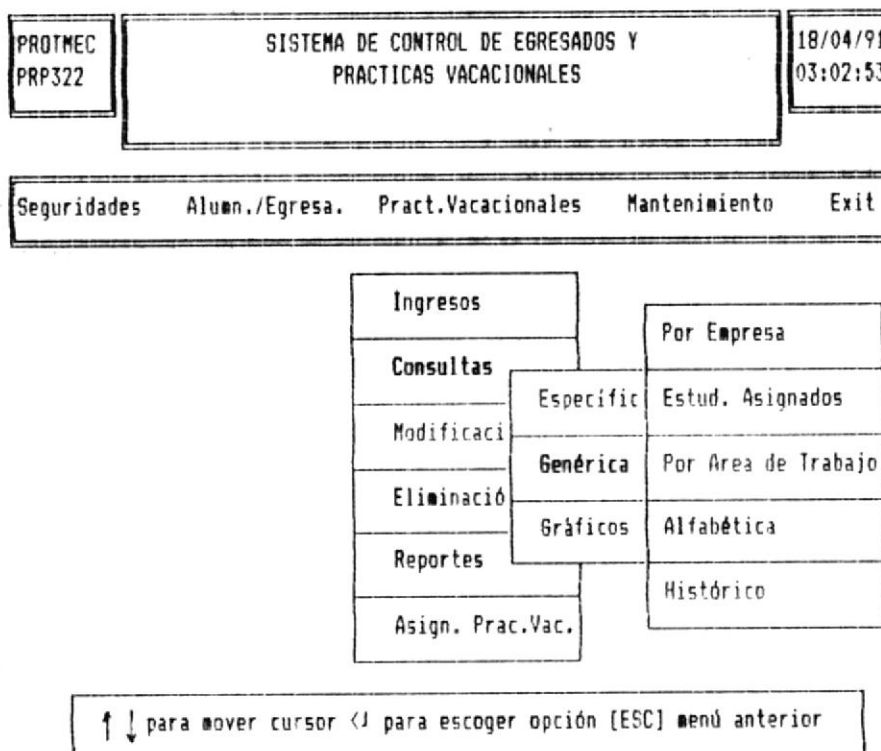 PROTMEC
PRP322
SISTEMA DE CONTROL DE EGRESADOS Y
PRACTICAS VACACIONALES
18/04/91
03:02:53
Seguridades Alumn./Egresa. Pract.Vacacionales Mantenimiento Exit
Ingresos
Consultas
Modificaci
Eliminació
Reportes
Asign. Prac.Vac.
Específic
Genérica
Gráficos
Por Empresa
Estud. Asignados
Por Area de Trabajo
Alfabética
Histórico
↑ ↓ para mover cursor <┘ para escoger opción [ESC] menú anterior